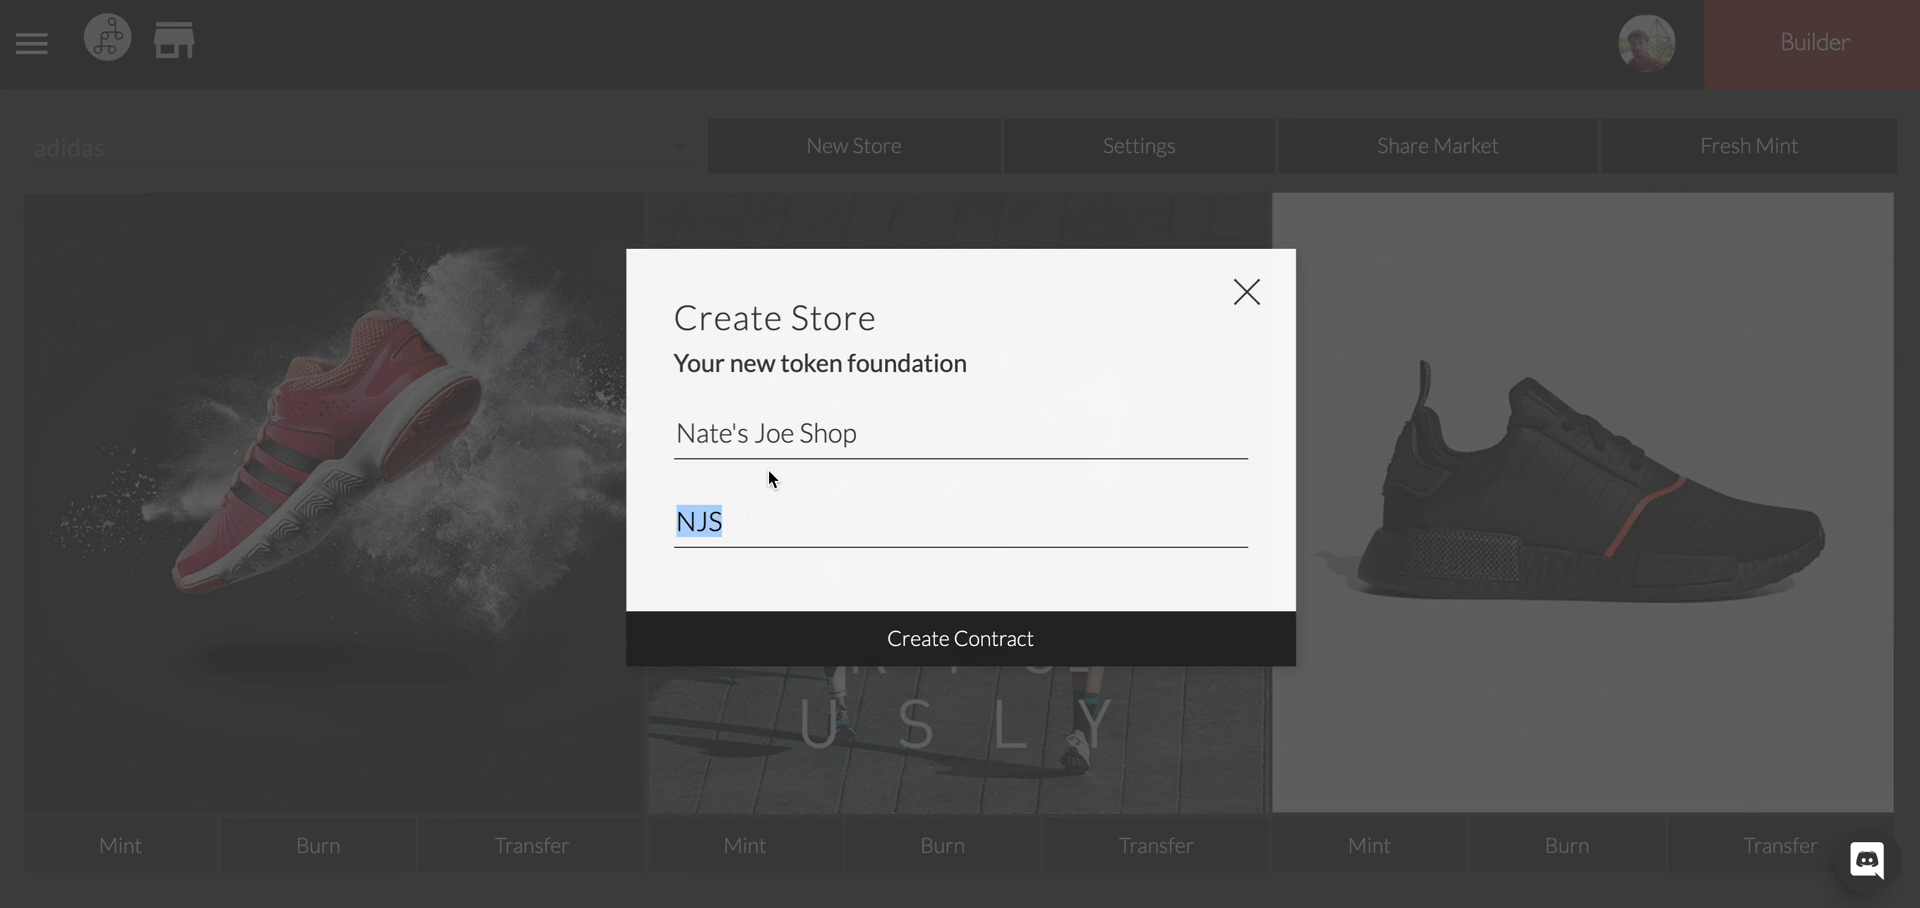 Builder
adidas
New Store
Settings
Share Market
Fresh Mint
Create Store
Your new token foundation
Nate's Joe Shop
NJS
Create Contract
U S L Y
Mint
Burn
Transfer
Mint
Burn
Transfer
Mint
Burn
Transfer